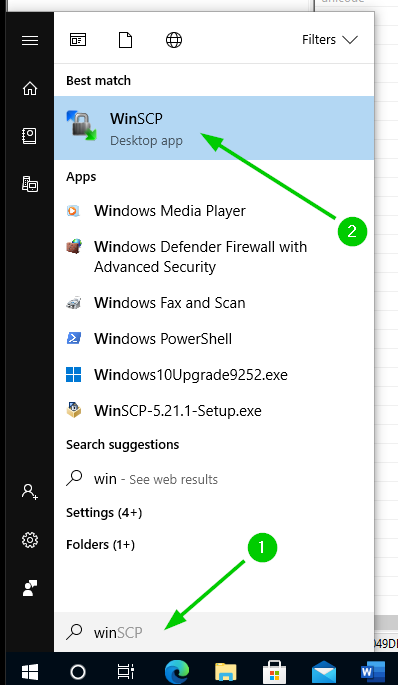 unicode
Filters
Best match
WinSCP
Desktop app
Apps
Windows Media Player
2
Windows Defender Firewall with
Advanced Security
Windows Fax and Scan
Windows PowerShell
Windows10Upgrade9252.exe
WinSCP-5.21.1-Setup.exe
Search suggestions
win - See web results
Settings (4+)
Folders (1+)
1
winSCP
W